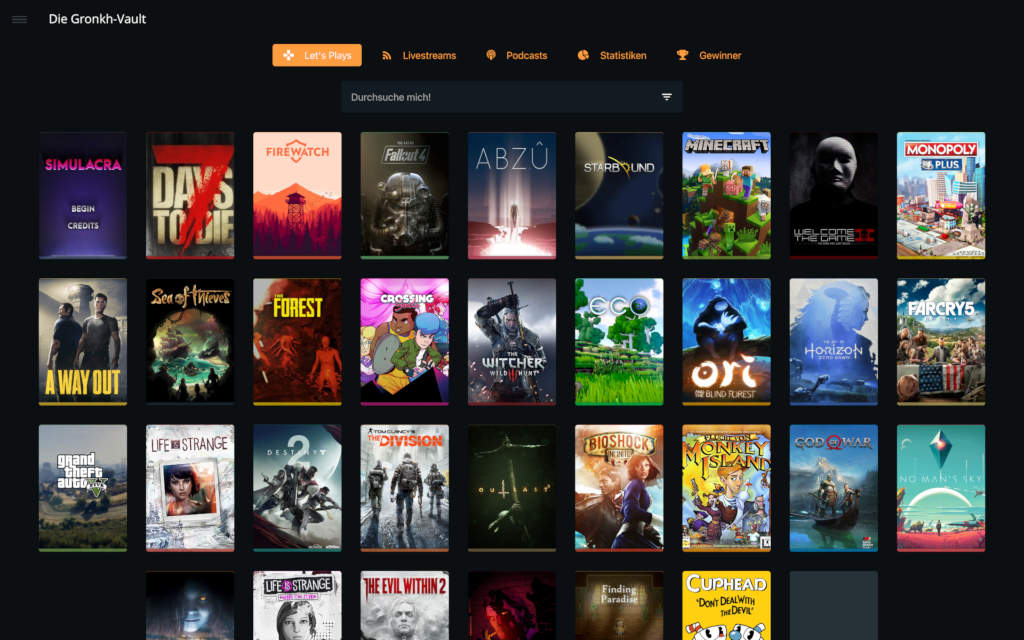 Die Gronkh-Vault
Let's Plays
Livestreams
Podcasts
Statistiken
Gewinner
Durchsuche mich!
SIMULACRA
BEGIN
CREDITS
7
DAYS
TO DIE
FIREWATCH
Fallout 4
ABZÛ
STARBOUND
MINECRAFT
WELCOME
THE GAME II
MONOPOLY
PLUS
A WAY OUT
Sea of Thieves
THE
FOREST
CROSSING
THE
WITCHER
WILD HUNT
ECO
ori
AND THE BLIND FOREST
THE ART OF
HORIZON
ZERO DAWN
FARCRY5
grand
theft
auto V
LIFE IS STRANGE
2
DESTINY
TOM CLANCY'S
THE DIVISION
OUTLAST
BIOSHOCK
INFINITE
FLUCHT VON
MONKEY
ISLAND
GOD OF WAR
NO MAN'S SKY
LIFE IS STRANGE
THE EVIL WITHIN 2
Finding
Paradise
CUPHEAD
"DON'T DEAL WITH
THE DEVIL"